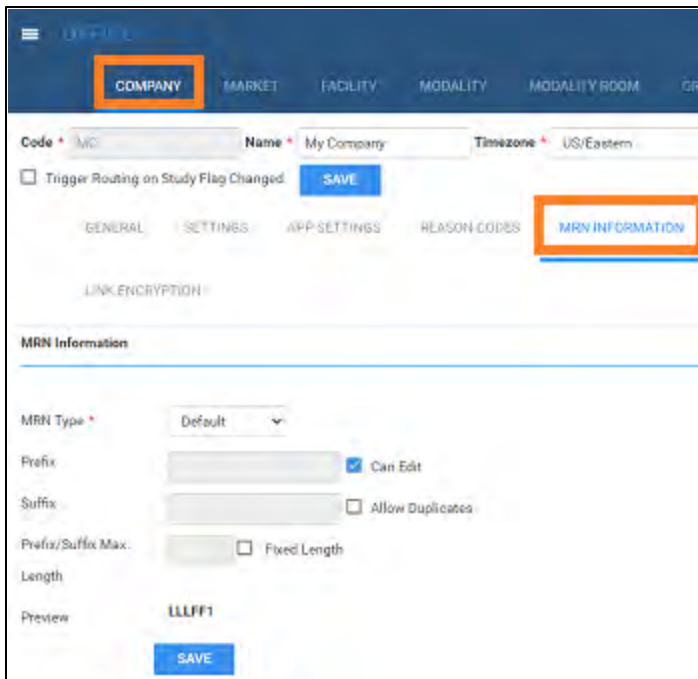 OFFICE
COMPANY MARKET FACILITY MODALITY MODALITY ROOM
Code * MC Name * My Company Timezone * US/Eastern
Trigger Routing on Study Flag Changed SAVE
GENERAL SETTINGS APP SETTINGS REASON CODES MRN INFORMATION
LINK ENCRYPTION
MRN Information
MRN Type * Default
Prefix Can Edit
Suffix Allow Duplicates
Prefix/Suffix Max. Fixed Length
Length
Preview LLLFF1
SAVE